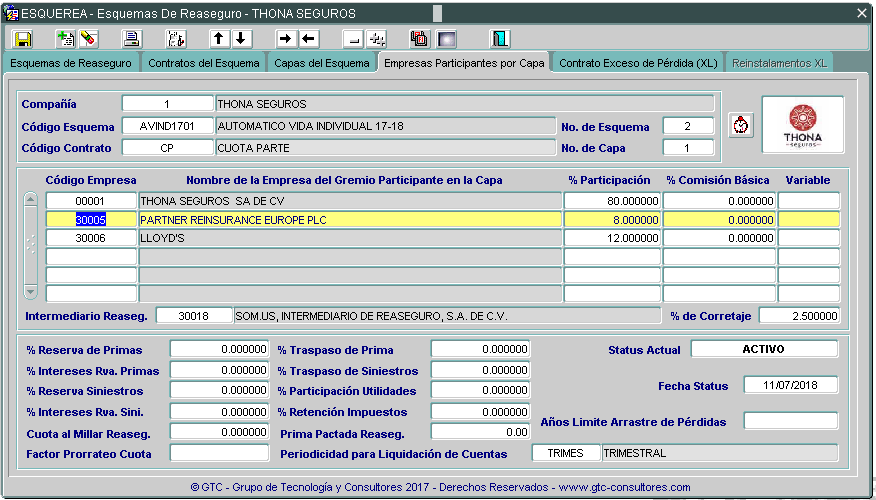 ESQUEREA - Esquemas De Reaseguro - THONA SEGUROS
Esquemas de Reaseguro Contratos del Esquema Capas del Esquema Empresas Participantes por Capa Contrato Exceso de Pérdida (XL) Reinstalamentos XL
Compañía 1 THONA SEGUROS
Código Esquema AVIND1701 AUTOMATICO VIDA INDIVIDUAL 17-18 No. de Esquema 2
Código Contrato CP CUOTA PARTE No. de Capa 1
THONA
seguros
Código Empresa Nombre de la Empresa del Gremio Participante en la Capa % Participación % Comisión Básica Variable
00001 THONA SEGUROS SA DE CV 80.000000 0.000000
30005 PARTNER REINSURANCE EUROPE PLC 8.000000 0.000000
30006 LLOYD'S 12.000000 0.000000
Intermediario Reaseg. 30018 SOM.US, INTERMEDIARIO DE REASEGURO, S.A. DE C.V. % de Corretaje 2.500000
% Reserva de Primas 0.000000 % Traspaso de Prima 0.000000 Status Actual ACTIVO
% Intereses Rva. Primas 0.000000 % Traspaso de Siniestros 0.000000
% Reserva Siniestros 0.000000 % Participación Utilidades 0.000000 Fecha Status 11/07/2018
% Intereses Rva. Sini. 0.000000 % Retención Impuestos 0.000000
Cuota al Millar Reaseg. 0.000000 Prima Pactada Reaseg. 0.00 Años Limite Arrastre de Pérdidas
Factor Prorrateo Cuota Periodicidad para Liquidación de Cuentas TRIMES TRIMESTRAL
© GTC - Grupo de Tecnología y Consultores 2017 - Derechos Reservados - www.gtc-consultores.com